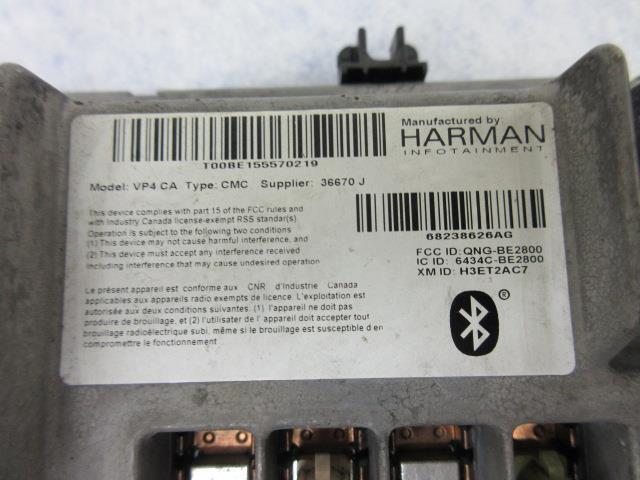 Manufactured by
HARMAN
INFOTAINMENT
T00BE155570219
Model: VP4 CA Type: CMC Supplier: 36670 J
This device complies with part 15 of the FCC rules and
with Industry Canada license-exempt RSS standar(s)
Operation is subject to the following two conditions
(1) This device may not cause harmful interference, and
(2) This device must accept any interference received
including interference that may cause undesired operation
68238626AG
FCC ID: QNG-BE2800
IC ID: 6434C-BE2800
XM ID: H3ET2AC7
Le présent appareil est conforme aux CNR d'Industrie Canada
applicables aux appareils radio exempts de licence. L'exploitation est
autorisée aux deux conditions suivantes. (1) l'appareil ne doit pas
produire de brouillage, et (2) l'utilisater de l' appareil doit accepter tout
brouillage radioélectrique subi, même si le brouillage est susceptible d en
compromettre le fonctionnement
®